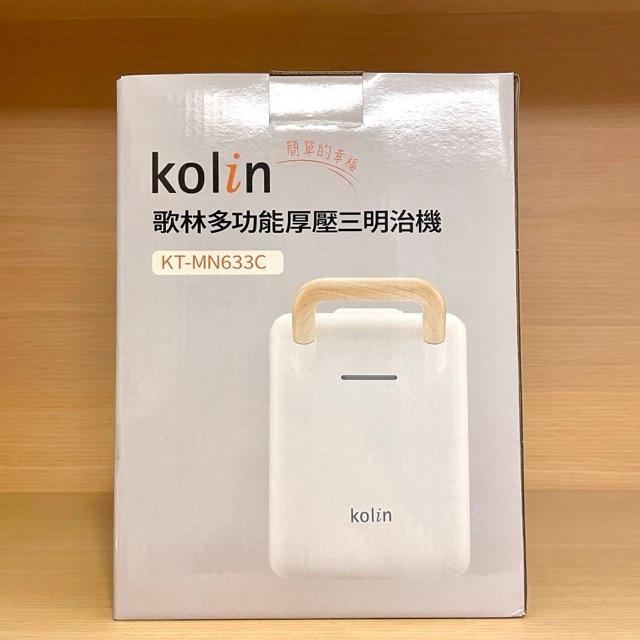 kolin
簡單的幸福
歌林多功能厚壓三明治機
KT-MN633C
kolin